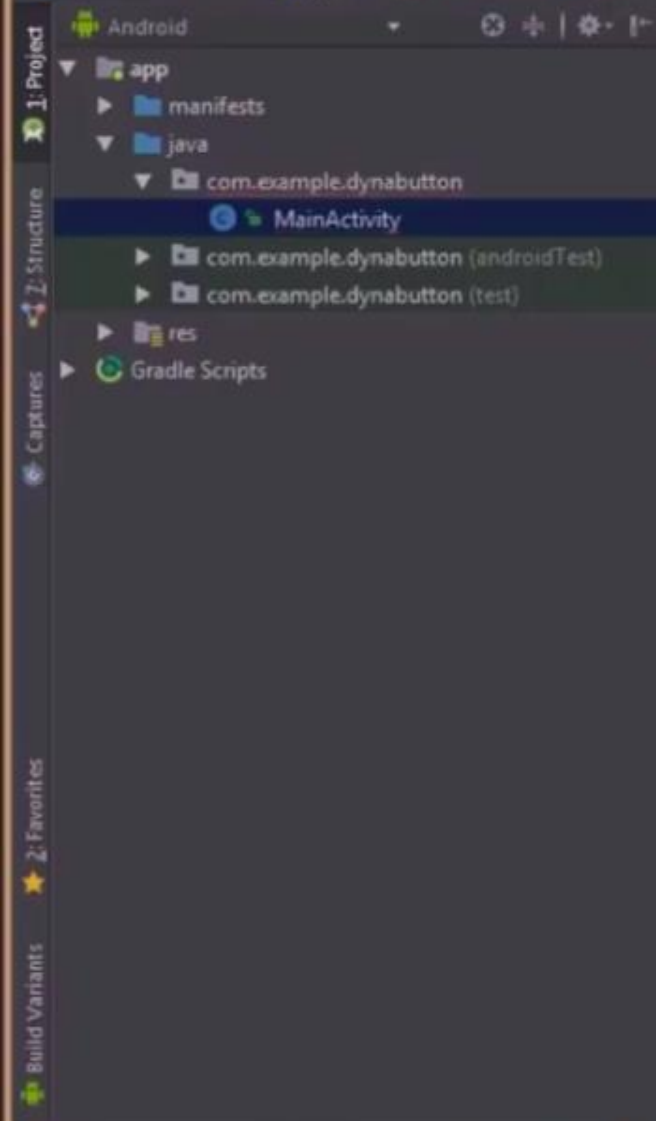 Android
app
manifests
java
com.example.dynabutton
MainActivity
com.example.dynabutton (androidTest)
com.example.dynabutton (test)
res
Gradle Scripts
1: Project
7: Structure
Captures
2: Favorites
Build Variants